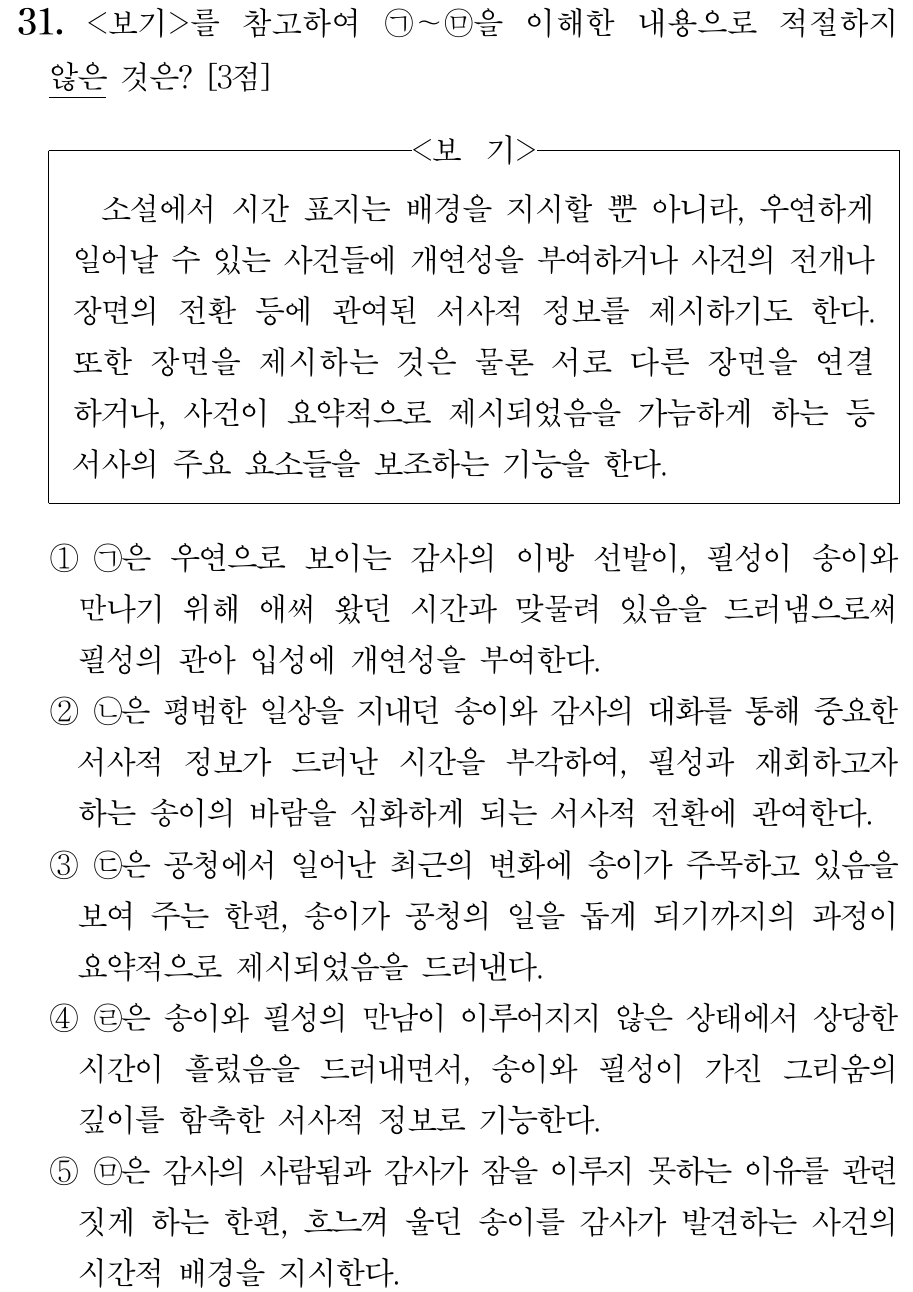 31. <보기>를 참고하여 ㉠~㉤을 이해한 내용으로 적절하지
않은 것은? [3점]
<보 기>
소설에서 시간 표지는 배경을 지시할 뿐 아니라, 우연하게
일어날 수 있는 사건들에 개연성을 부여하거나 사건의 전개나
장면의 전환 등에 관여된 서사적 정보를 제시하기도 한다.
또한 장면을 제시하는 것은 물론 서로 다른 장면을 연결
하거나, 사건이 요약적으로 제시되었음을 가늠하게 하는 등
서사의 주요 요소들을 보조하는 기능을 한다.
① ㉠은 우연으로 보이는 감사의 이방 선발이, 필성이 송이와
만나기 위해 애써 왔던 시간과 맞물려 있음을 드러냄으로써
필성의 관아 입성에 개연성을 부여한다.
② ㉡은 평범한 일상을 지내던 송이와 감사의 대화를 통해 중요한
서사적 정보가 드러난 시간을 부각하여, 필성과 재회하고자
하는 송이의 바람을 심화하게 되는 서사적 전환에 관여한다.
③ ㉢은 공청에서 일어난 최근의 변화에 송이가 주목하고 있음을
보여 주는 한편, 송이가 공청의 일을 돕게 되기까지의 과정이
요약적으로 제시되었음을 드러낸다.
④ ㉣은 송이와 필성의 만남이 이루어지지 않은 상태에서 상당한
시간이 흘렀음을 드러내면서, 송이와 필성이 가진 그리움의
깊이를 함축한 서사적 정보로 기능한다.
⑤ ㉤은 감사의 사람됨과 감사가 잠을 이루지 못하는 이유를 관련
짓게 하는 한편, 흐느껴 울던 송이를 감사가 발견하는 사건의
시간적 배경을 지시한다.